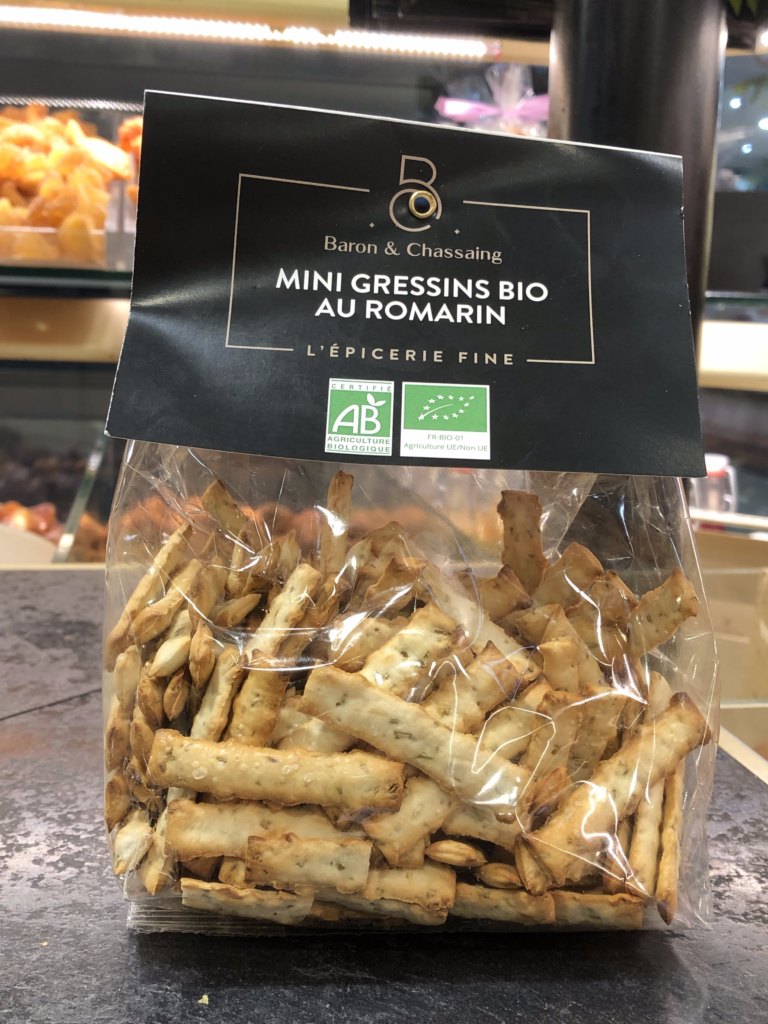 Baron & Chassaing
MINI GRESSINS BIO
AU ROMARIN
L'ÉPICERIE FINE
CERTIFIÉ
AB
AGRICULTURE
BIOLOGIQUE
FR-BIO-01
Agriculture UE/Non UE